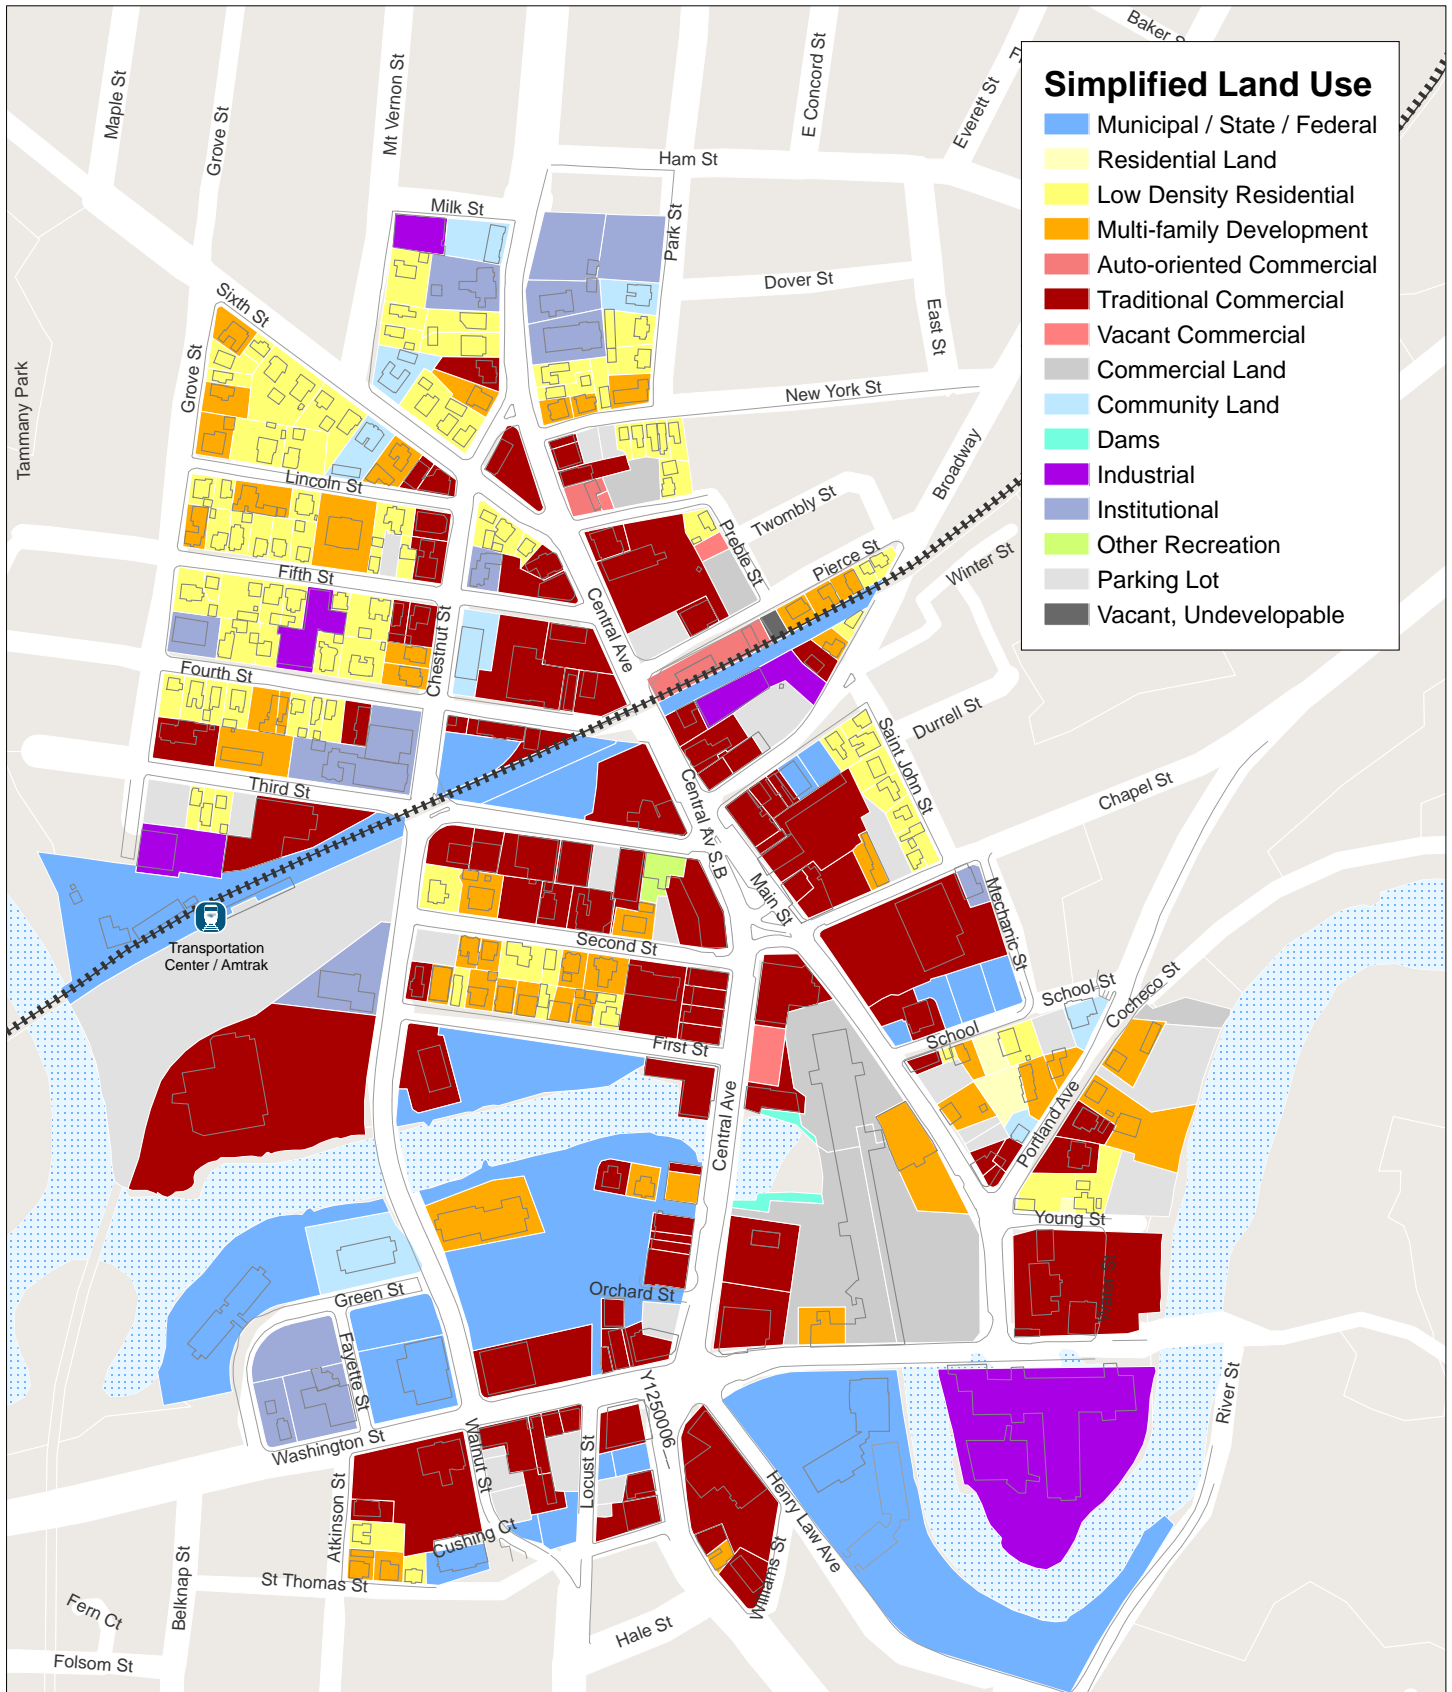 Baker S
Maple St
Grove St
Mt Vernon St
E Concord St
Everett St
Ham St
Simplified Land Use
Municipal / State / Federal
Residential Land
Low Density Residential
Multi-family Development
Auto-oriented Commercial
Traditional Commercial
Vacant Commercial
Commercial Land
Community Land
Dams
Industrial
Institutional
Other Recreation
Parking Lot
Vacant, Undevelopable
Milk St
Park St
Dover St
East St
Sixth St
Grove St
Tammany Park
New York St
Broadway
Lincoln St
Twombly St
Preble St
Pierce St
Winter St
Fifth St
Central Ave
Chestnut St
Fourth St
Saint John St
Durrell St
Third St
Central Av S.B
Chapel St
Main St
Mechanic St
Transportation
Center / Amtrak
Second St
School St
Cocheco St
School
First St
Central Ave
Portland Ave
Young St
Water St
Green St
Orchard St
Fayette St
Washington St
Y1250006
River St
Walnut St
Locust St
Henry Law Ave
Atkinson St
Cushing Ct
Williams St
St Thomas St
Belknap St
Fern Ct
Hale St
Folsom St